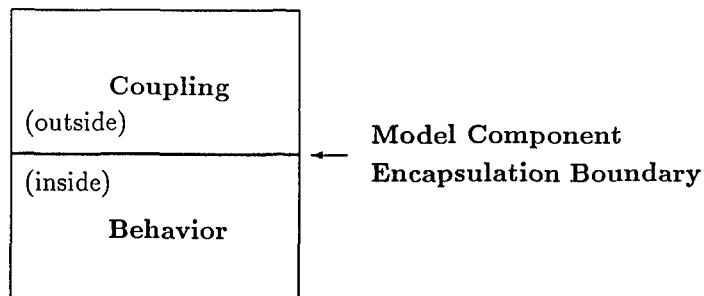 Coupling
(outside)
(inside)
Behavior
Model Component
Encapsulation Boundary